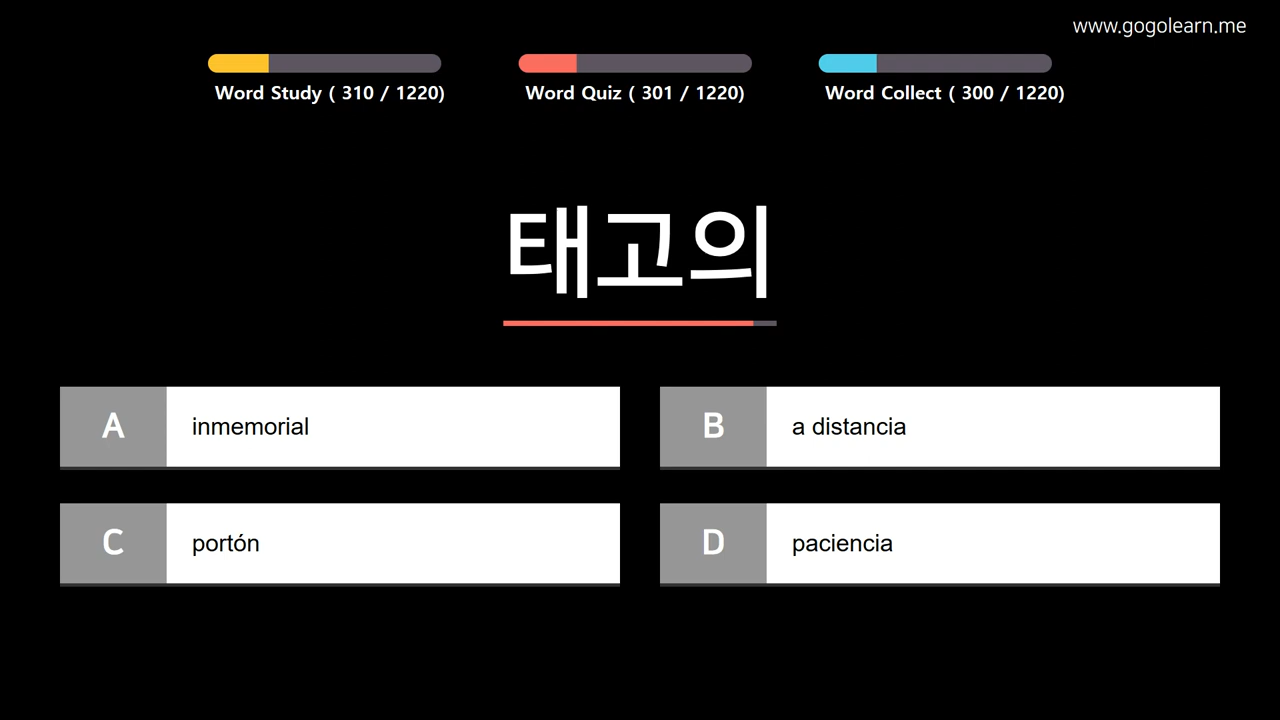 www.gogolearn.me
Word Study ( 310 / 1220)
Word Quiz ( 301 / 1220)
Word Collect ( 300 / 1220)
태고의
A inmemorial
B a distancia
C portón
D paciencia